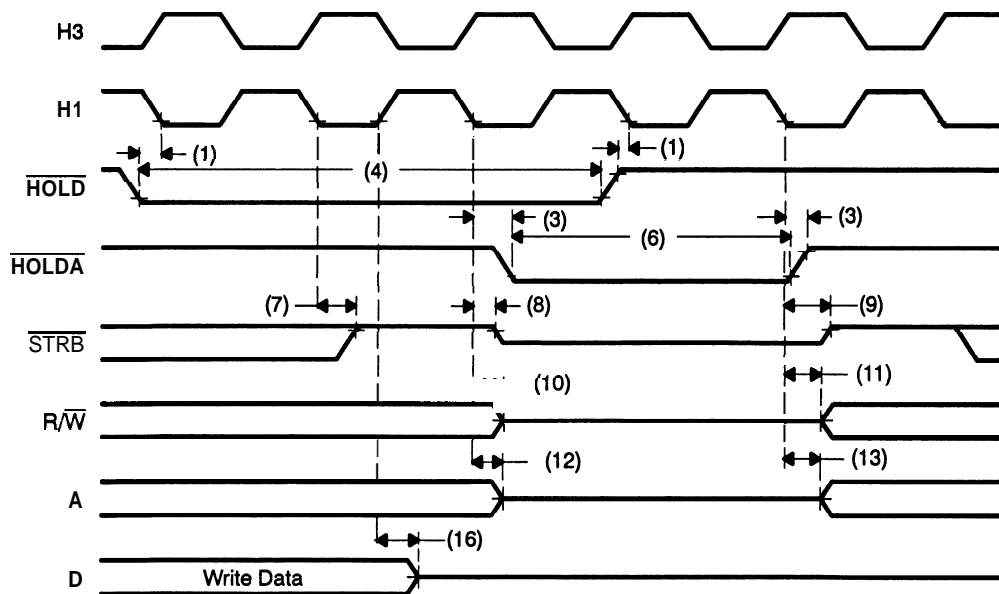 H3
H1
(1) (1)
(4)
HOLD
(3) (3)
(6)
HOLDA
(7) (8) (9)
STRB
(10) (11)
R/W
(12) (13)
A
(16)
D Write Data